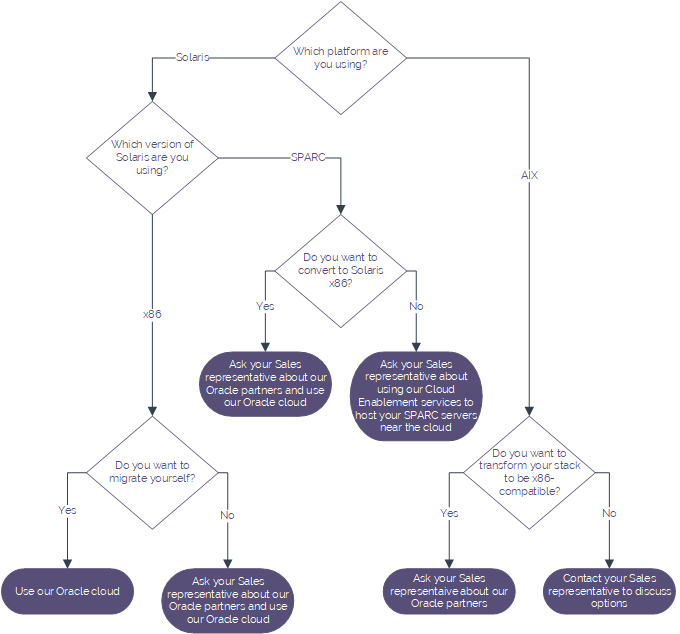 Which platform are
you using?
Solaris
Which version of
Solaris are you
using?
SPARC
AIX
Do you want to
convert to Solaris
x86?
Yes
No
x86
Ask your Sales
representative about our
Oracle partners and use
our Oracle cloud
Ask your Sales
representative about
using our Cloud
Enablement services to
host your SPARC servers
near the cloud
Do you want to
migrate yourself?
Do you want to
transform your stack
to be x86-
compatible?
Yes
No
Yes
No
Use our Oracle cloud
Ask your Sales
representative about our
Oracle partners and use
our Oracle cloud
Ask your Sales
representative about our
Oracle partners
Contact your Sales
representative to discuss
options